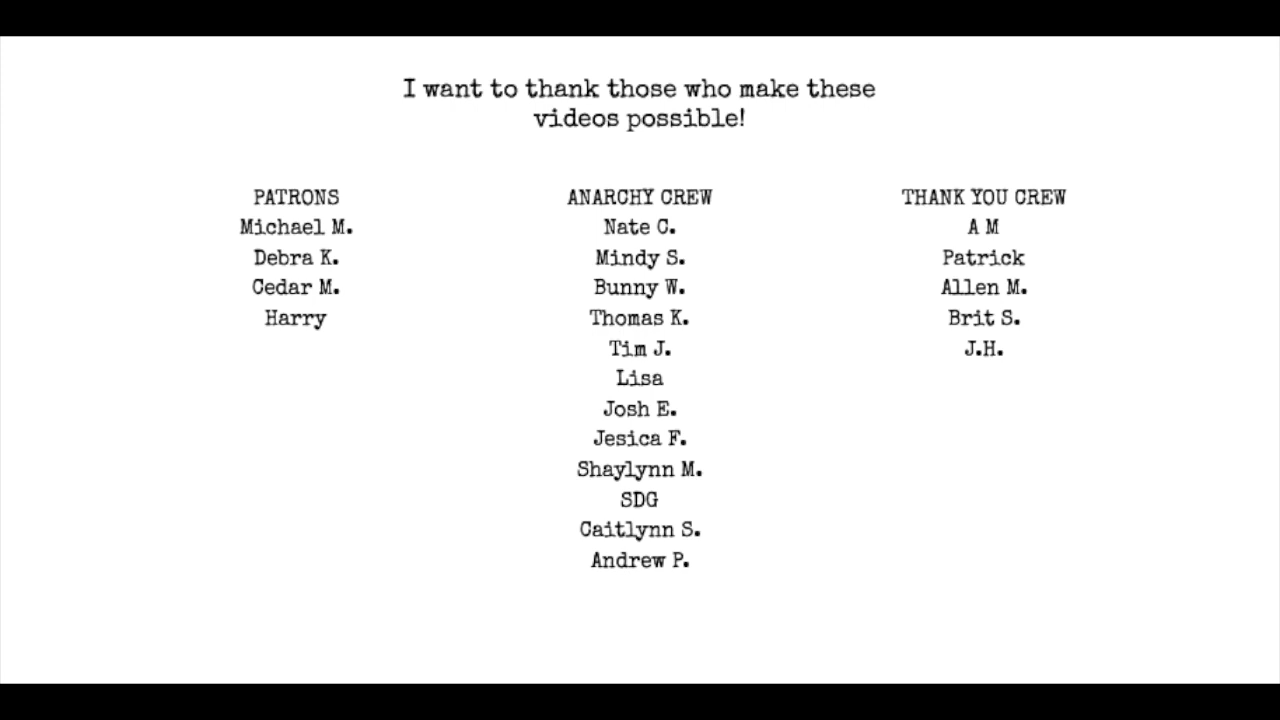 I want to thank those who make these
videos possible!
PATRONS
Michael M.
Debra K.
Cedar M.
Harry
ANARCHY CREW
Nate C.
Mindy S.
Bunny W.
Thomas K.
Tim J.
Lisa
Josh E.
Jesica F.
Shaylynn M.
SDG
Caitlynn S.
Andrew P.
THANK YOU CREW
A M
Patrick
Allen M.
Brit S.
J.H.